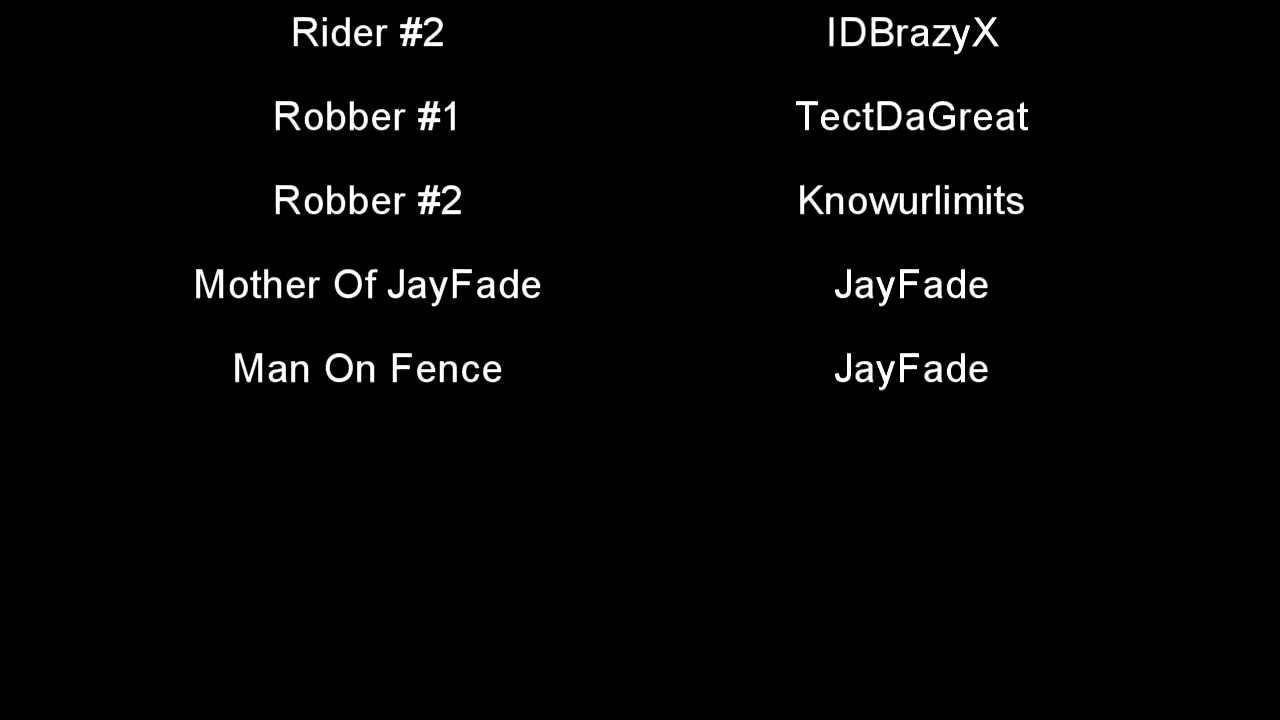 Rider #2 IDBrazyX
Robber #1 TectDaGreat
Robber #2 Knowurlimits
Mother Of JayFade JayFade
Man On Fence JayFade